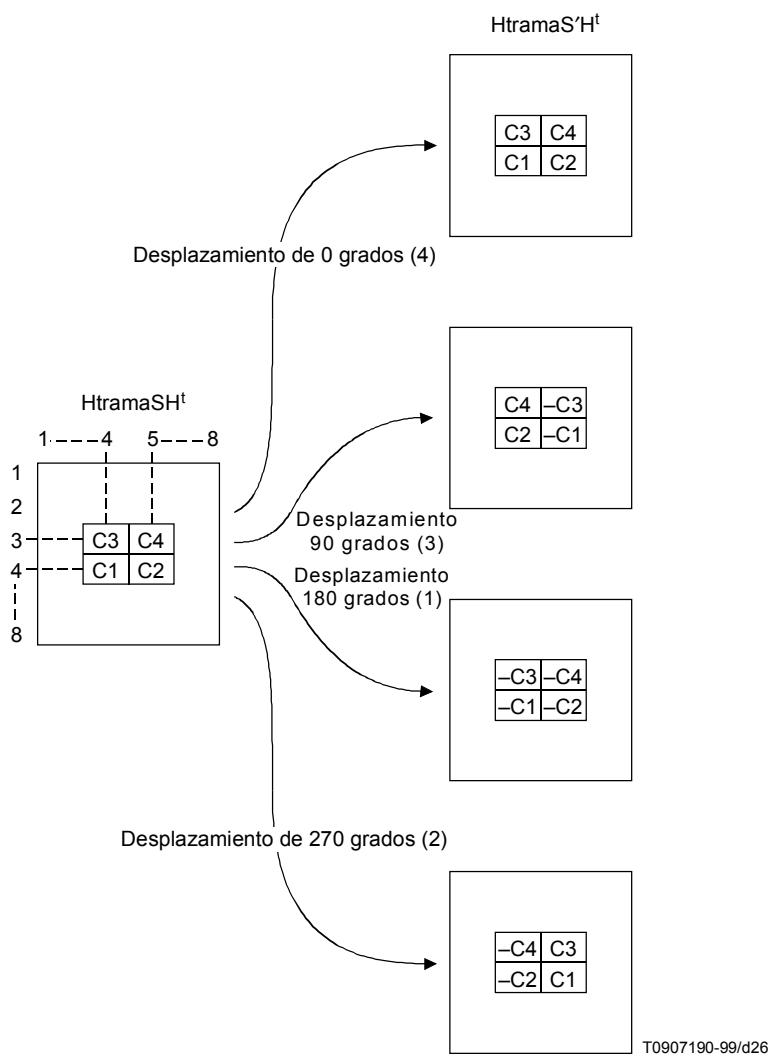 HtramaS′Hᵗ
C3 C4
C1 C2
Desplazamiento de 0 grados (4)
C4 –C3
C2 –C1
HtramaSHᵗ
1 4 5 8
1
2
3
4
8
C3 C4
C1 C2
Desplazamiento
90 grados (3)
Desplazamiento
180 grados (1)
–C3 –C4
–C1 –C2
Desplazamiento de 270 grados (2)
–C4 C3
–C2 C1
T0907190-99/d26